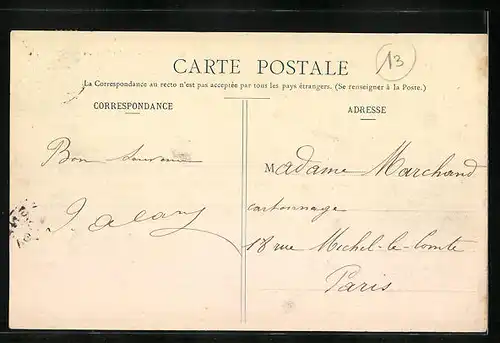 13
CARTE POSTALE
La Correspondance au recto n'est pas acceptée par tous les pays étrangers. (Se renseigner à la Poste.)
CORRESPONDANCE
ADRESSE
Bon Souvenir
Madame Marchand
cartonnage
18 rue Michel-le-Comte
Paris